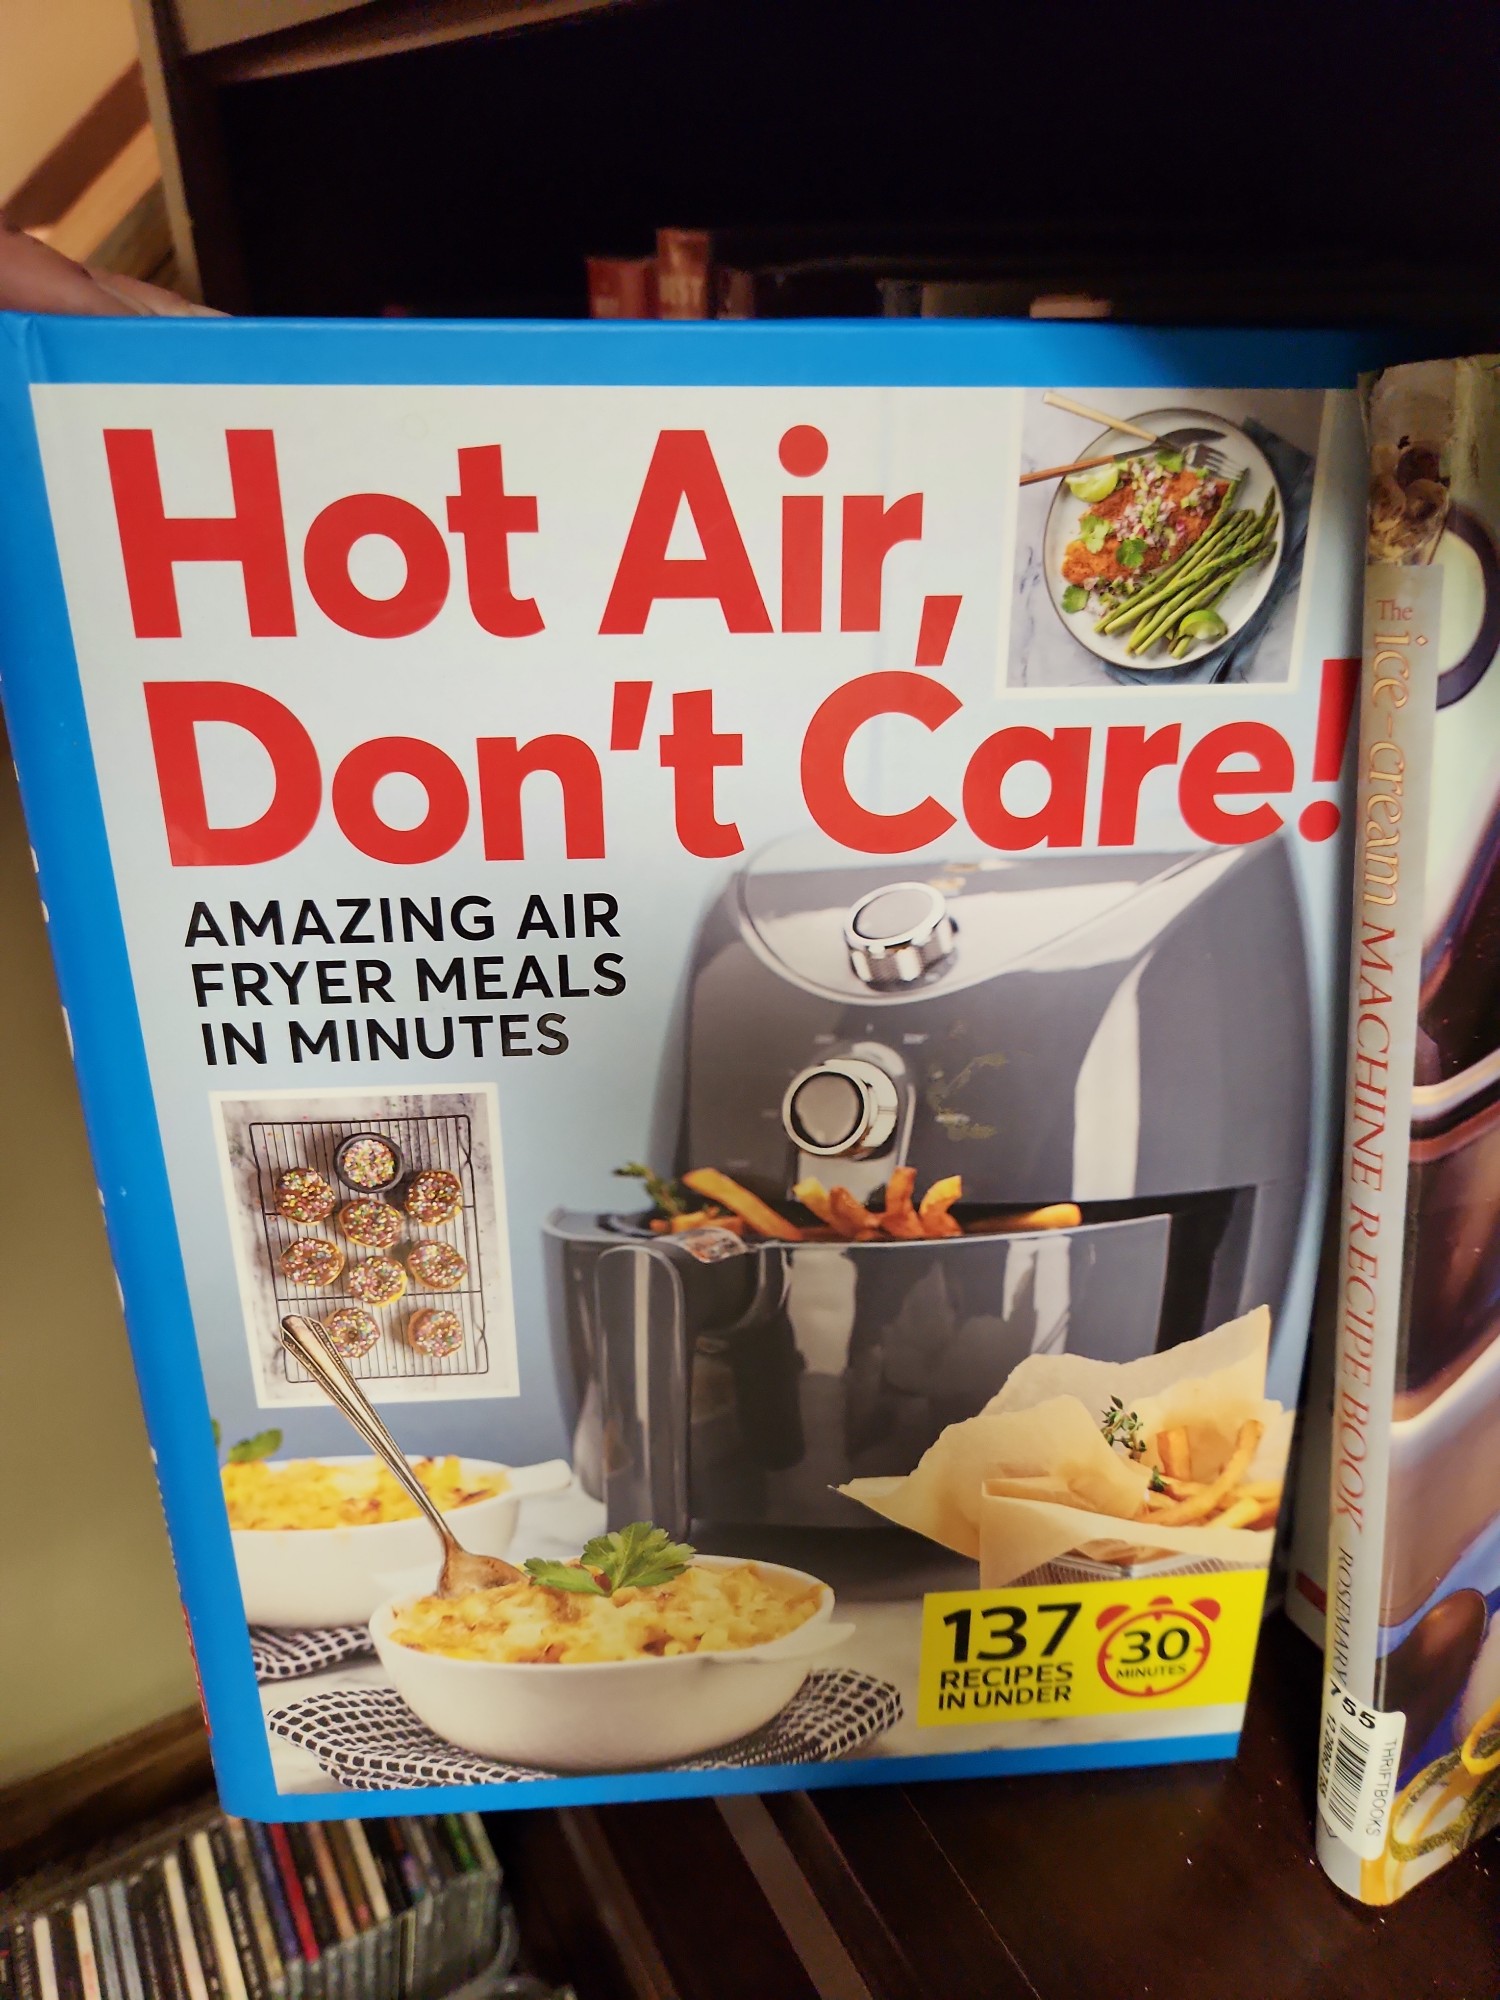 Hot Air,
Don't Care!
AMAZING AIR
FRYER MEALS
IN MINUTES
137
RECIPES
IN UNDER
30
MINUTES
The ice-cream MACHINE RECIPE BOOK ROSEMARY
55
THRIFTBOOKS